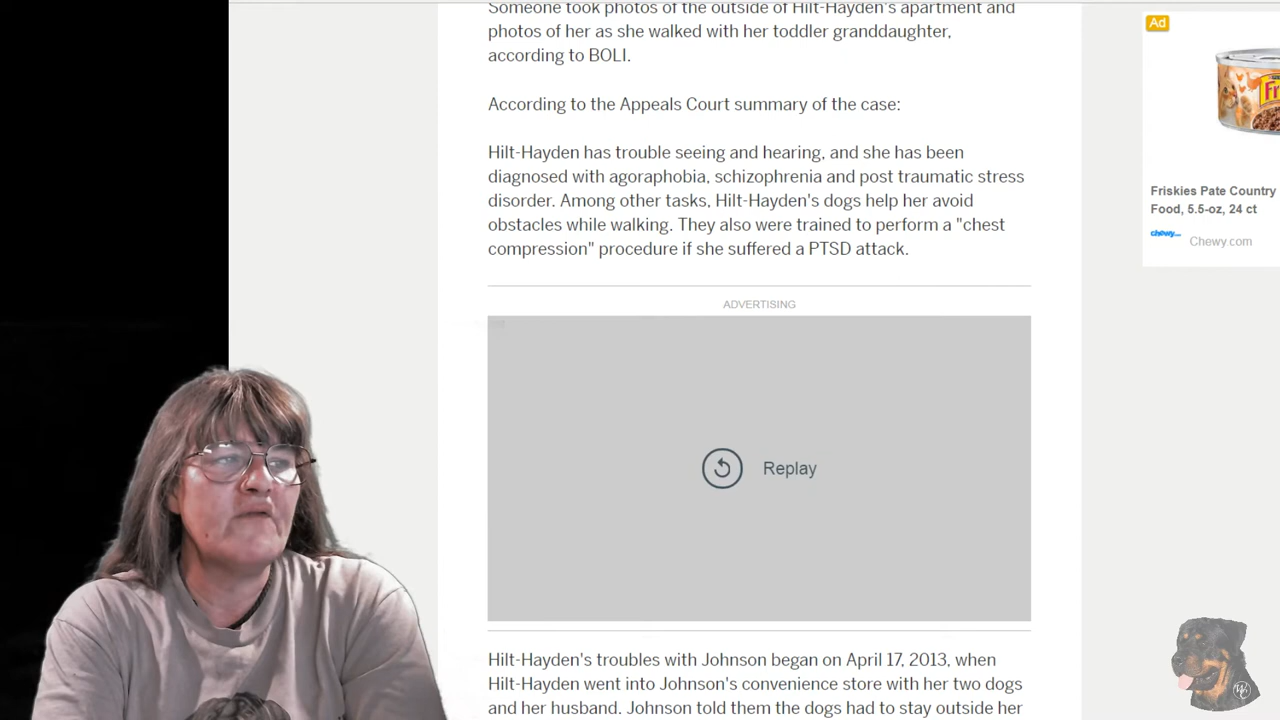 Someone took photos of the outside of Hilt-Hayden's apartment and
photos of her as she walked with her toddler granddaughter,
according to BOLI.
According to the Appeals Court summary of the case:
Hilt-Hayden has trouble seeing and hearing, and she has been
diagnosed with agoraphobia, schizophrenia and post traumatic stress
disorder. Among other tasks, Hilt-Hayden's dogs help her avoid
obstacles while walking. They also were trained to perform a "chest
compression" procedure if she suffered a PTSD attack.
ADVERTISING
Replay
Hilt-Hayden's troubles with Johnson began on April 17, 2013, when
Hilt-Hayden went into Johnson's convenience store with her two dogs
and her husband. Johnson told them the dogs had to stay outside her
Ad
Friskies Pate Country
Food, 5.5-oz, 24 ct
chewy.com
Chewy.com